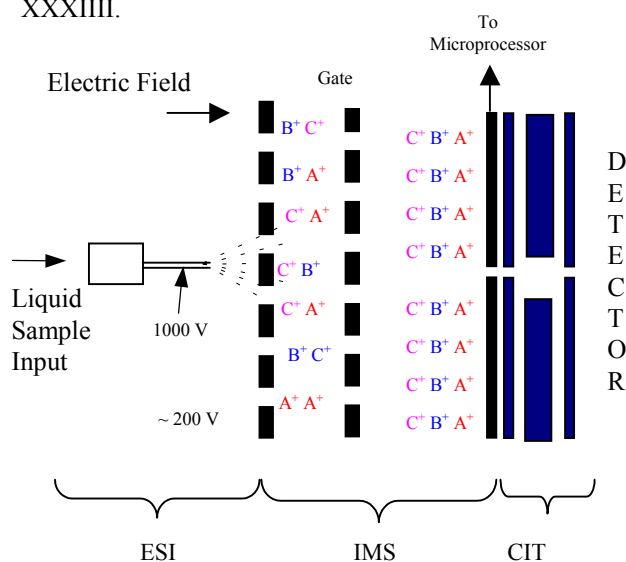 XXXIIII.
To
Microprocessor
Electric Field
Gate
B⁺ C⁺
C⁺ B⁺ A⁺
B⁺ A⁺
C⁺ B⁺ A⁺
C⁺ A⁺
C⁺ B⁺ A⁺
C⁺ B⁺ A⁺
C⁺ B⁺
Liquid
Sample
Input
1000 V
C⁺ A⁺
C⁺ B⁺ A⁺
B⁺ C⁺
C⁺ B⁺ A⁺
A⁺ A⁺
C⁺ B⁺ A⁺
~ 200 V
C⁺ B⁺ A⁺
D
E
T
E
C
T
O
R
ESI
IMS
CIT